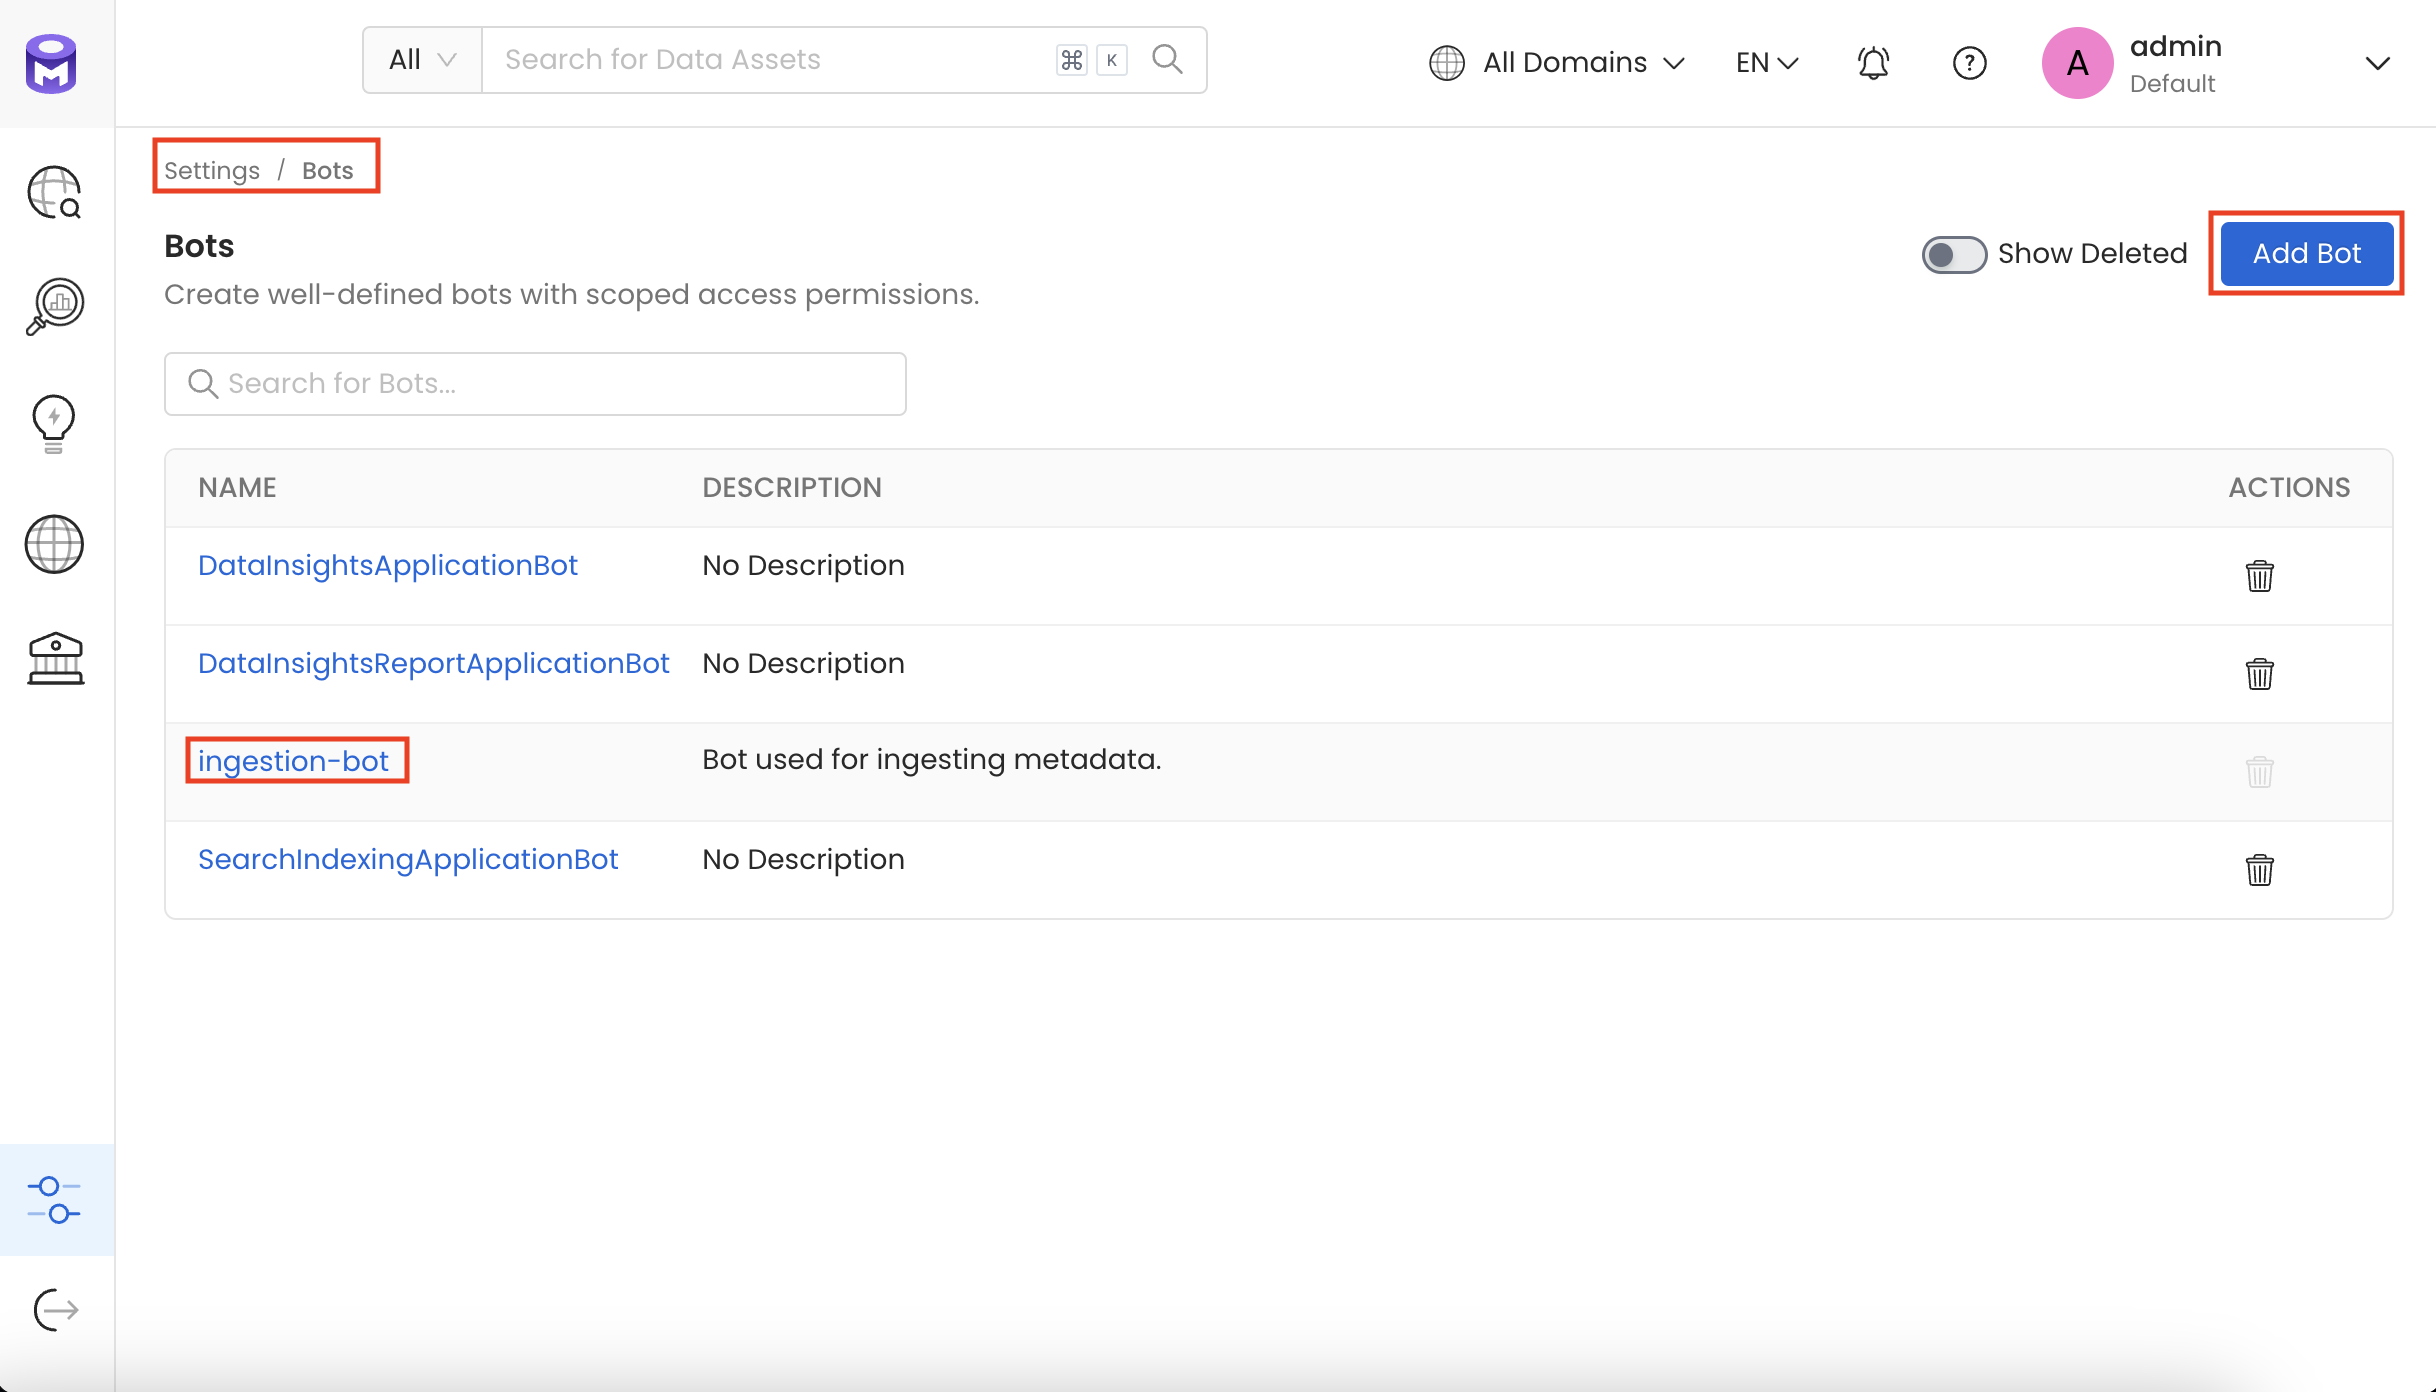 All
Search for Data Assets
⌘ K
All Domains
EN
?
A
admin
Default
Settings / Bots
Bots
Create well-defined bots with scoped access permissions.
Show Deleted
Add Bot
Search for Bots...
NAME DESCRIPTION ACTIONS
DataInsightsApplicationBot No Description
DataInsightsReportApplicationBot No Description
ingestion-bot Bot used for ingesting metadata.
SearchIndexingApplicationBot No Description